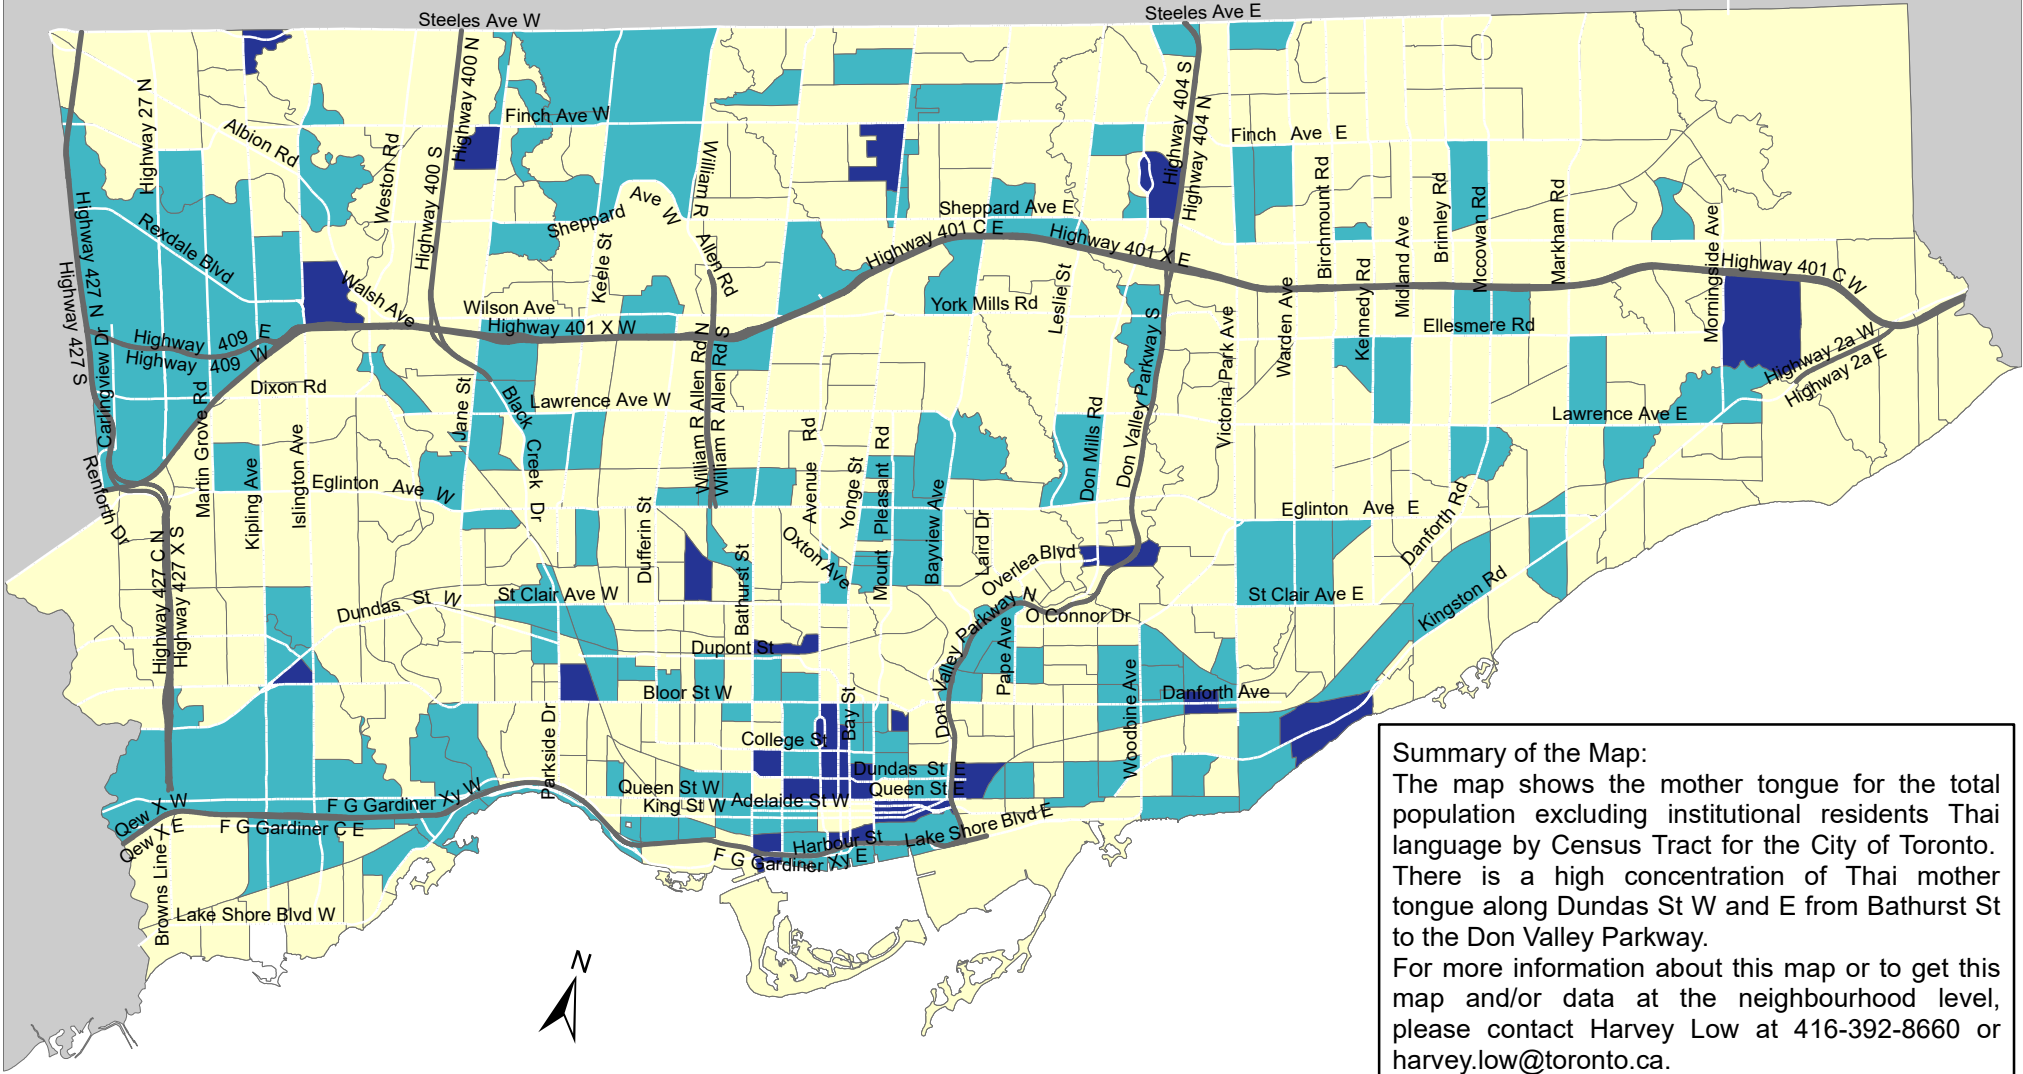 Steeles Ave W
Steeles Ave E
Highway 27 N
Albion Rd
Weston Rd
Highway 400 N
Highway 400 S
Finch Ave W
William R
Allen Rd
Sheppard Ave W
Keele St
Highway 404 S
Highway 404 N
Finch Ave E
Sheppard Ave E
Highway 401 C E
Highway 401 X E
Leslie St
York Mills Rd
Birchmount Rd
Kennedy Rd
Midland Ave
Brimley Rd
Mccowan Rd
Markham Rd
Morningside Ave
Highway 401 C W
Warden Ave
Victoria Park Ave
Ellesmere Rd
Highway 2a W
Highway 2a E
Lawrence Ave E
Highway 427 N
Highway 427 S
Rexdale Blvd
Walsh Ave
Wilson Ave
Highway 401 X W
Highway 409 E
Highway 409 W
Carlingview Dr
Dixon Rd
Martin Grove Rd
Jane St
Black Creek Dr
Lawrence Ave W
William R Allen Rd N
William R Allen Rd S
Avenue Rd
Yonge St
Mount Pleasant Rd
Bayview Ave
Laird Dr
Don Mills Rd
Don Valley Parkway S
Renforth Dr
Kipling Ave
Islington Ave
Eglinton Ave W
Eglinton Ave E
Danforth Rd
Highway 427 C N
Highway 427 X S
Dufferin St
Bathurst St
Oxton Ave
Overlea Blvd
Don Valley Parkway N
O Connor Dr
Pape Ave
St Clair Ave W
St Clair Ave E
Kingston Rd
Dundas St W
Dupont St
Bloor St W
Bay St
Woodbine Ave
Danforth Ave
Parkside Dr
College St
Dundas St E
Queen St W
Queen St E
King St W
Adelaide St W
Harbour St
Lake Shore Blvd E
F G Gardiner Xy W
F G Gardiner C E
F G Gardiner Xy E
Qew X W
Qew X E
Browns Line
Lake Shore Blvd W
N
Summary of the Map:
The map shows the mother tongue for the total
population excluding institutional residents Thai
language by Census Tract for the City of Toronto.
There is a high concentration of Thai mother
tongue along Dundas St W and E from Bathurst St
to the Don Valley Parkway.
For more information about this map or to get this
map and/or data at the neighbourhood level,
please contact Harvey Low at 416-392-8660 or
harvey.low@toronto.ca.